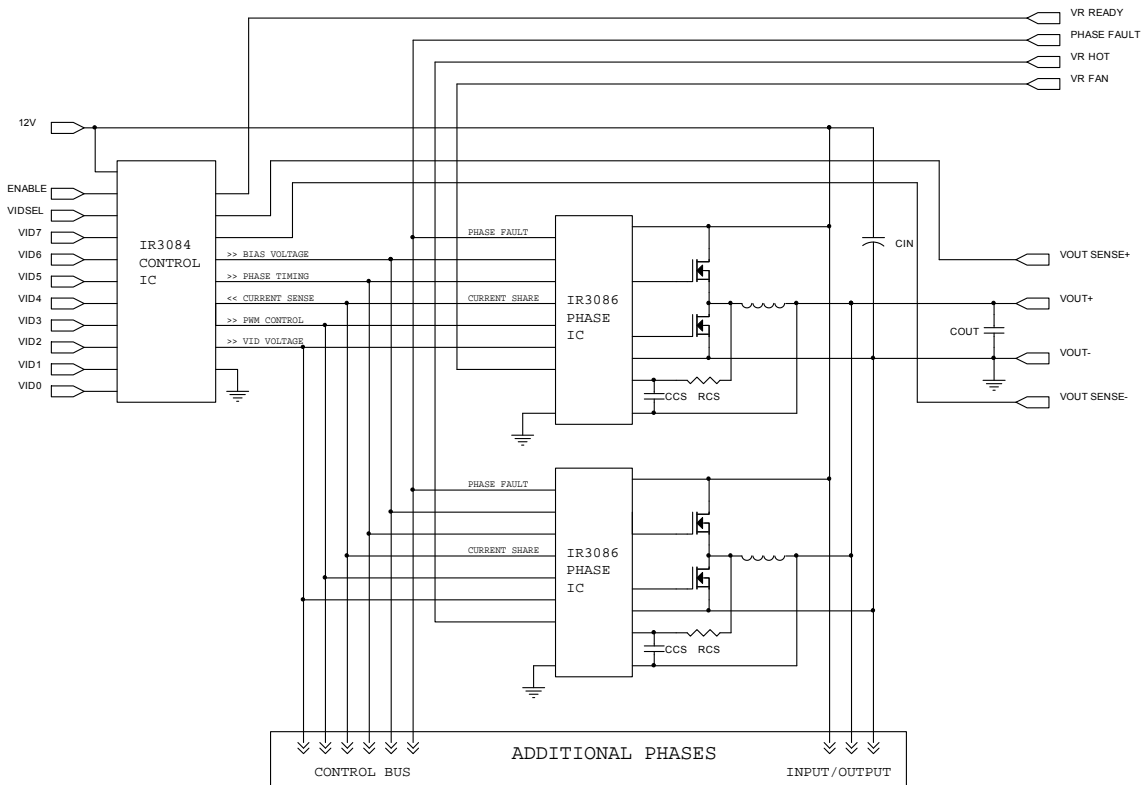 VR READY
PHASE FAULT
VR HOT
VR FAN
12V
ENABLE
VIDSEL
VID7
VID6
VID5
VID4
VID3
VID2
VID1
VID0
IR3084
CONTROL
IC
>> BIAS VOLTAGE
>> PHASE TIMING
<< CURRENT SENSE
>> PWM CONTROL
>> VID VOLTAGE
PHASE FAULT
CURRENT SHARE
IR3086
PHASE
IC
CCS RCS
CIN
COUT
VOUT SENSE+
VOUT+
VOUT-
VOUT SENSE-
PHASE FAULT
CURRENT SHARE
IR3086
PHASE
IC
CCS RCS
ADDITIONAL PHASES
CONTROL BUS
INPUT/OUTPUT